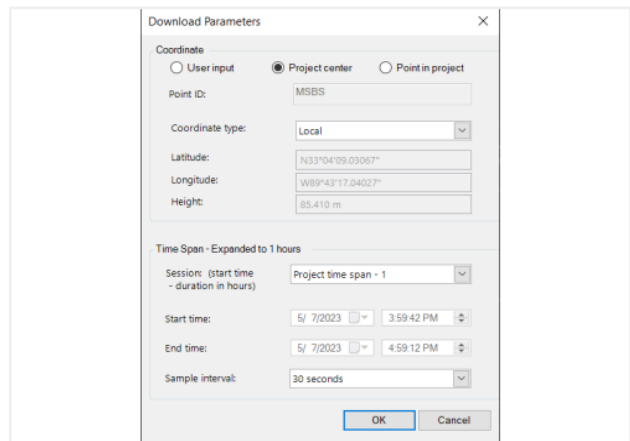 Download Parameters
Coordinate
User input Project center Point in project
Point ID: MSBS
Coordinate type: Local
Latitude: N33°04'09.03067"
Longitude: W89°43'17.04027"
Height: 85.410 m
Time Span - Expanded to 1 hours
Session: (start time Project time span - 1
- duration in hours)
Start time: 5/ 7/2023 3:59:42 PM
End time: 5/ 7/2023 4:59:12 PM
Sample interval: 30 seconds
OK Cancel